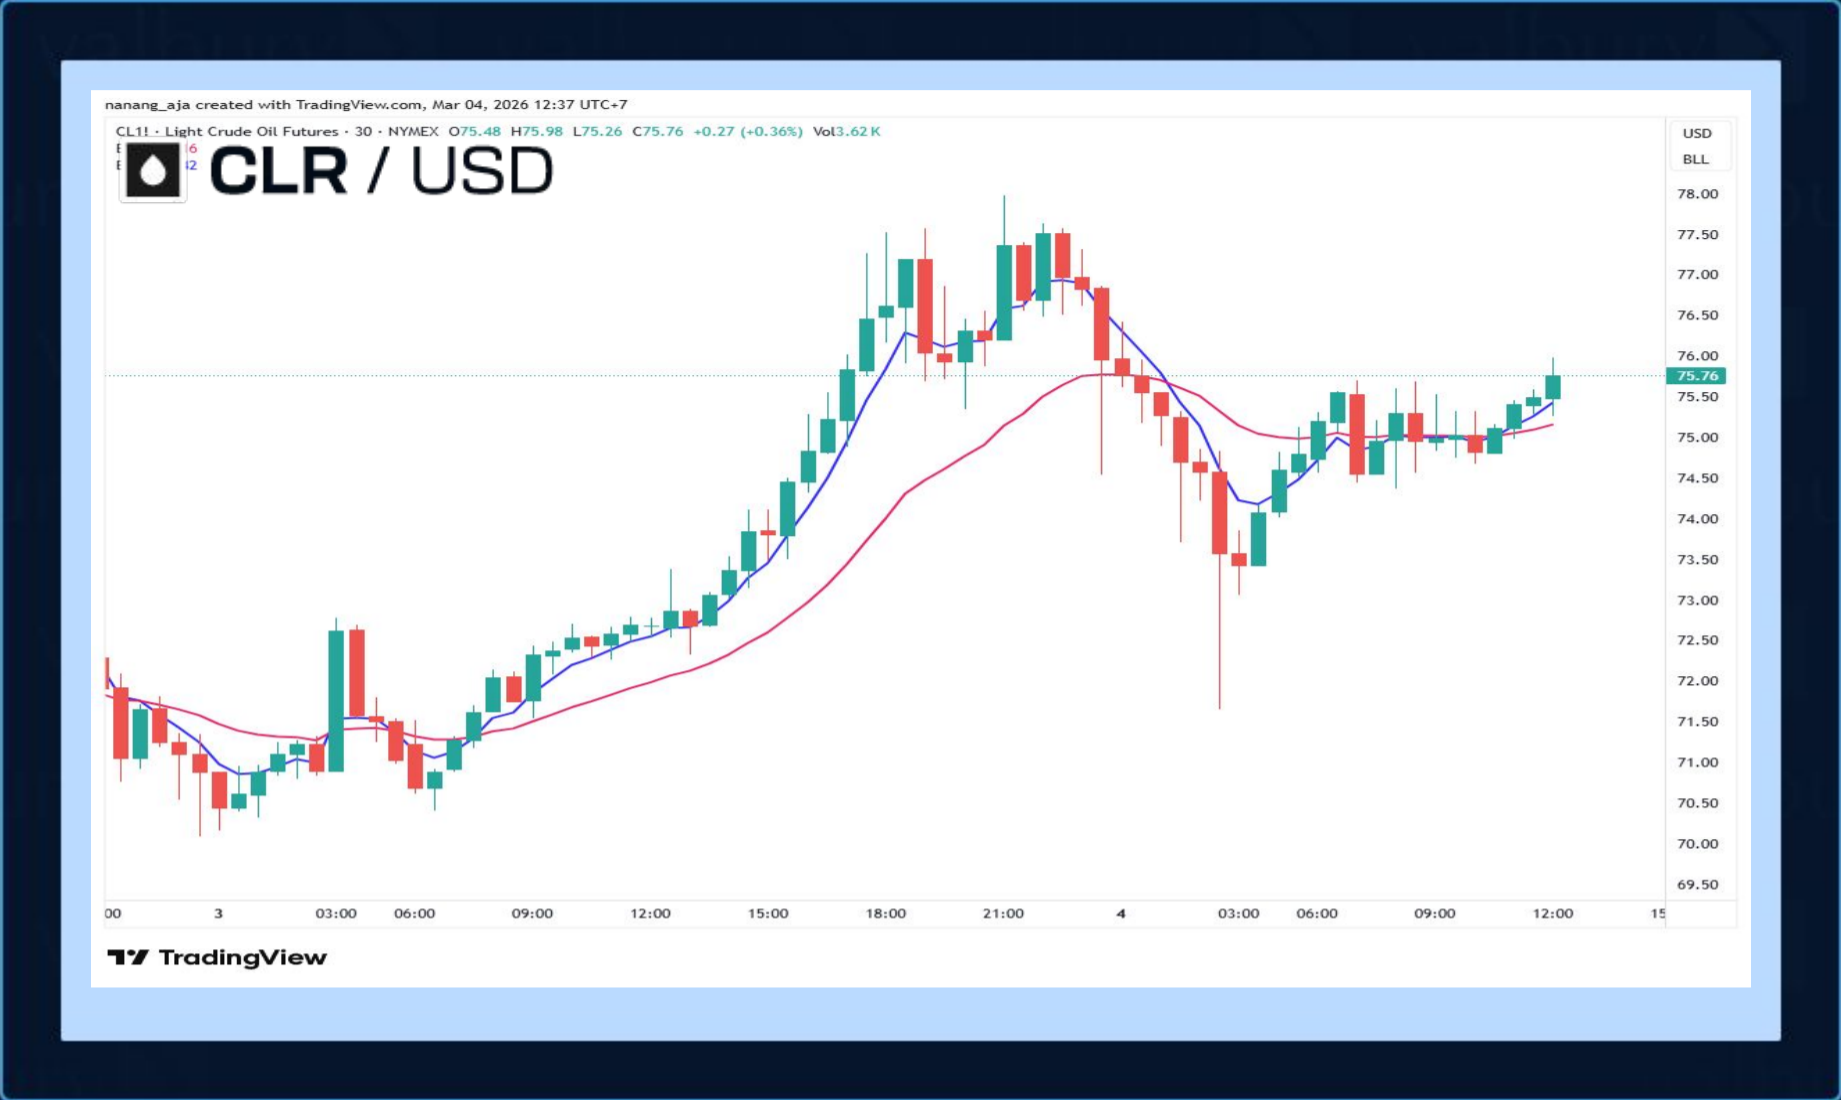 nanang_aja created with TradingView.com, Mar 04, 2026 12:37 UTC+7
CL1! · Light Crude Oil Futures · 30 · NYMEX O75.48 H75.98 L75.26 C75.76 +0.27 (+0.36%) Vol3.62 K
CLR / USD
USD
BLL
78.00
77.50
77.00
76.50
76.00
75.76
75.50
75.00
74.50
74.00
73.50
73.00
72.50
72.00
71.50
71.00
70.50
70.00
69.50
00 3 03:00 06:00 09:00 12:00 15:00 18:00 21:00 4 03:00 06:00 09:00 12:00 15
TradingView